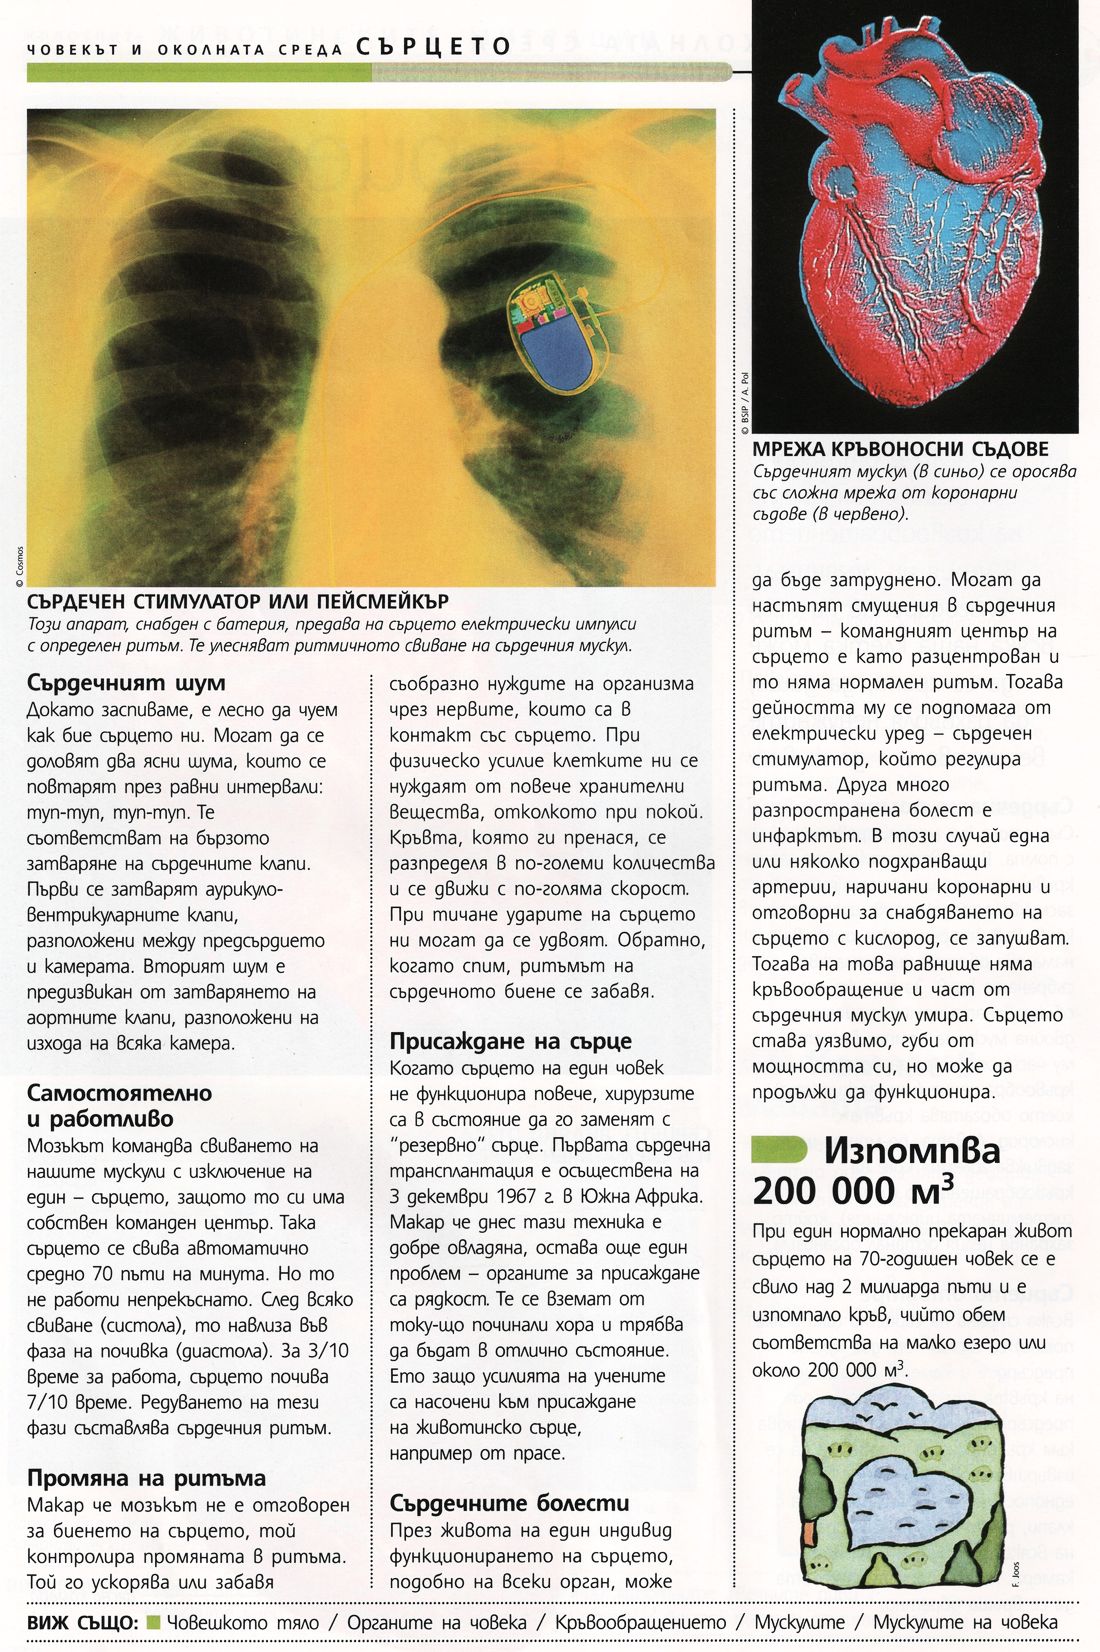 ЧОВЕКЪТ И ОКОЛНАТА СРЕДА СЪРЦЕТО
© Cosmos
СЪРДЕЧЕН СТИМУЛАТОР ИЛИ ПЕЙСМЕЙКЪР
Този апарат, снабден с батерия, предава на сърцето електрически импулси
с определен ритъм. Те улесняват ритмичното свиване на сърдечния мускул.
© BSIP / A. Pol
МРЕЖА КРЪВОНОСНИ СЪДОВЕ
Сърдечният мускул (в синьо) се оросява
със сложна мрежа от коронарни
съдове (в червено).
Сърдечният шум
Докато заспиваме, е лесно да чуем
как бие сърцето ни. Могат да се
доловят два ясни шума, които се
повтарят през равни интервали:
туп-туп, туп-туп. Те
съответстват на бързото
затваряне на сърдечните клапи.
Първи се затварят аурикуло-
вентрикуларните клапи,
разположени между предсърдието
и камерата. Вторият шум е
предизвикан от затварянето на
аортните клапи, разположени на
изхода на всяка камера.
Самостоятелно
и работливо
Мозъкът командва свиването на
нашите мускули с изключение на
един – сърцето, защото то си има
собствен команден център. Така
сърцето се свива автоматично
средно 70 пъти на минута. Но то
не работи непрекъснато. След всяко
свиване (систола), то навлиза във
фаза на почивка (диастола). За 3/10
време за работа, сърцето почива
7/10 време. Редуването на тези
фази съставлява сърдечния ритъм.
Промяна на ритъма
Макар че мозъкът не е отговорен
за биенето на сърцето, той
контролира промяната в ритъма.
Той го ускорява или забавя
съобразно нуждите на организма
чрез нервите, които са в
контакт със сърцето. При
физическо усилие клетките ни се
нуждаят от повече хранителни
вещества, отколкото при покой.
Кръвта, която ги пренася, се
разпределя в по-големи количества
и се движи с по-голяма скорост.
При тичане ударите на сърцето
ни могат да се удвоят. Обратно,
когато спим, ритъмът на
сърдечното биене се забавя.
Присаждане на сърце
Когато сърцето на един човек
не функционира повече, хирурзите
са в състояние да го заменят с
"резервно" сърце. Първата сърдечна
трансплантация е осъществена на
3 декември 1967 г. в Южна Африка.
Макар че днес тази техника е
добре овладяна, остава още един
проблем – органите за присаждане
са рядкост. Те се вземат от
току-що починали хора и трябва
да бъдат в отлично състояние.
Ето защо усилията на учените
са насочени към присаждане
на животинско сърце,
например от прасе.
Сърдечните болести
През живота на един индивид
функционирането на сърцето,
подобно на всеки орган, може
да бъде затруднено. Могат да
настъпят смущения в сърдечния
ритъм – командният център на
сърцето е като разцентрован и
то няма нормален ритъм. Тогава
дейността му се подпомага от
електрически уред – сърдечен
стимулатор, който регулира
ритъма. Друга много
разпространена болест е
инфарктът. В този случай една
или няколко подхранващи
артерии, наричани коронарни и
отговорни за снабдяването на
сърцето с кислород, се запушват.
Тогава на това равнище няма
кръвообращение и част от
сърдечния мускул умира. Сърцето
става уязвимо, губи от
мощността си, но може да
продължи да функционира.
Изпомпва
200 000 м³
При един нормално прекаран живот
сърцето на 70-годишен човек се е
свило над 2 милиарда пъти и е
изпомпало кръв, чийто обем
съответства на малко езеро или
около 200 000 м³.
F. Joos
ВИЖ СЪЩО: Човешкото тяло / Органите на човека / Кръвообращението / Мускулите / Мускулите на човека